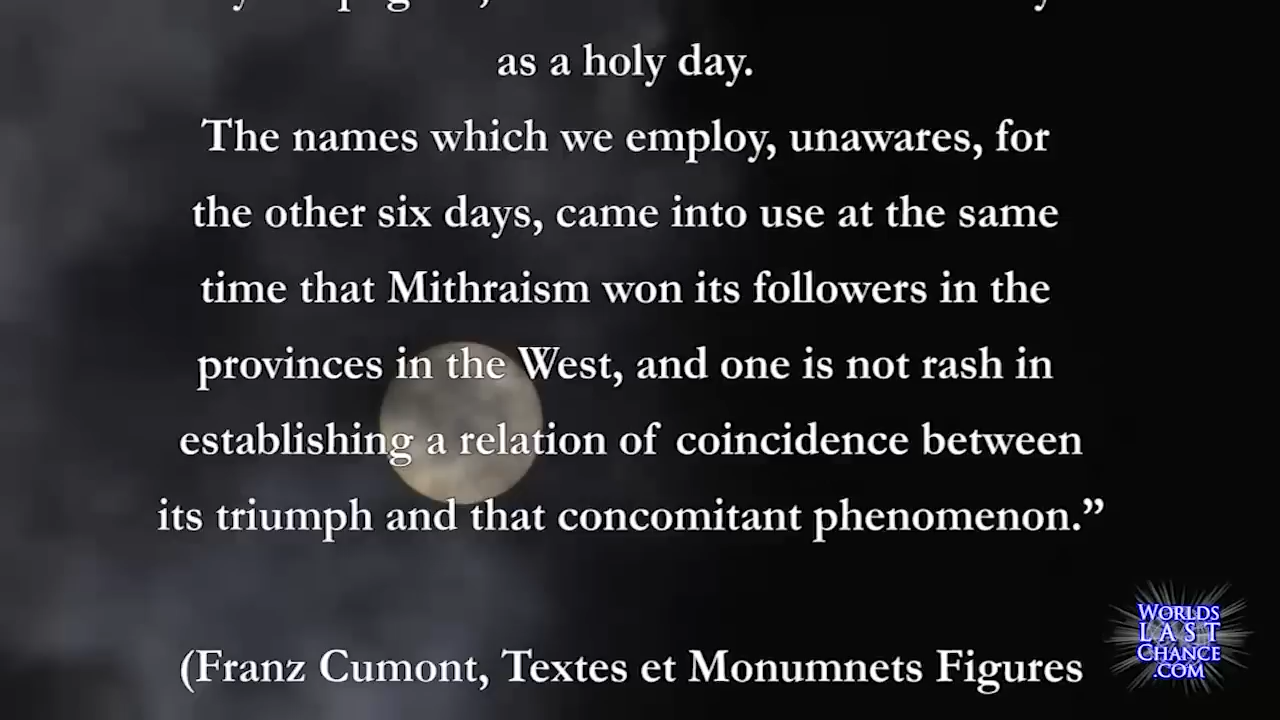 as a holy day.
The names which we employ, unawares, for
the other six days, came into use at the same
time that Mithraism won its followers in the
provinces in the West, and one is not rash in
establishing a relation of coincidence between
its triumph and that concomitant phenomenon.”
(Franz Cumont, Textes et Monumnets Figures
WORLDS
LAST
CHANCE
.COM